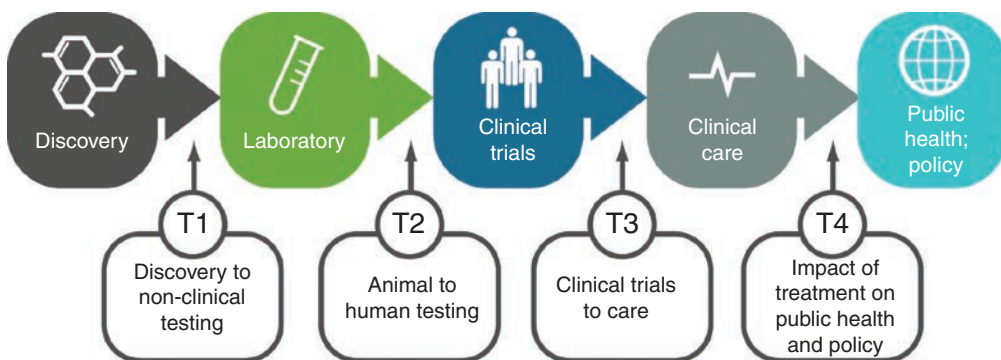 Discovery
Laboratory
Clinical
trials
Clinical
care
Public
health;
policy
T1
Discovery to
non-clinical
testing
T2
Animal to
human testing
T3
Clinical trials
to care
T4
Impact of
treatment on
public health
and policy